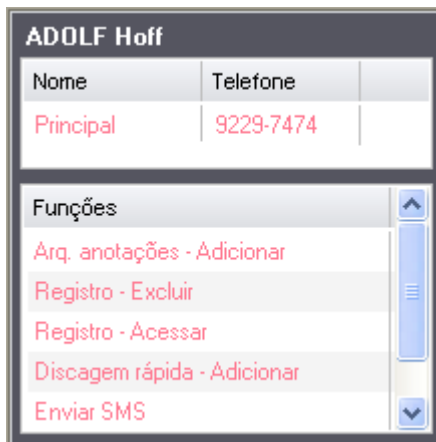 ADOLF Hoff
Nome Telefone
Principal 9229-7474
Funções
Arq. anotações - Adicionar
Registro - Excluir
Registro - Acessar
Discagem rápida - Adicionar
Enviar SMS